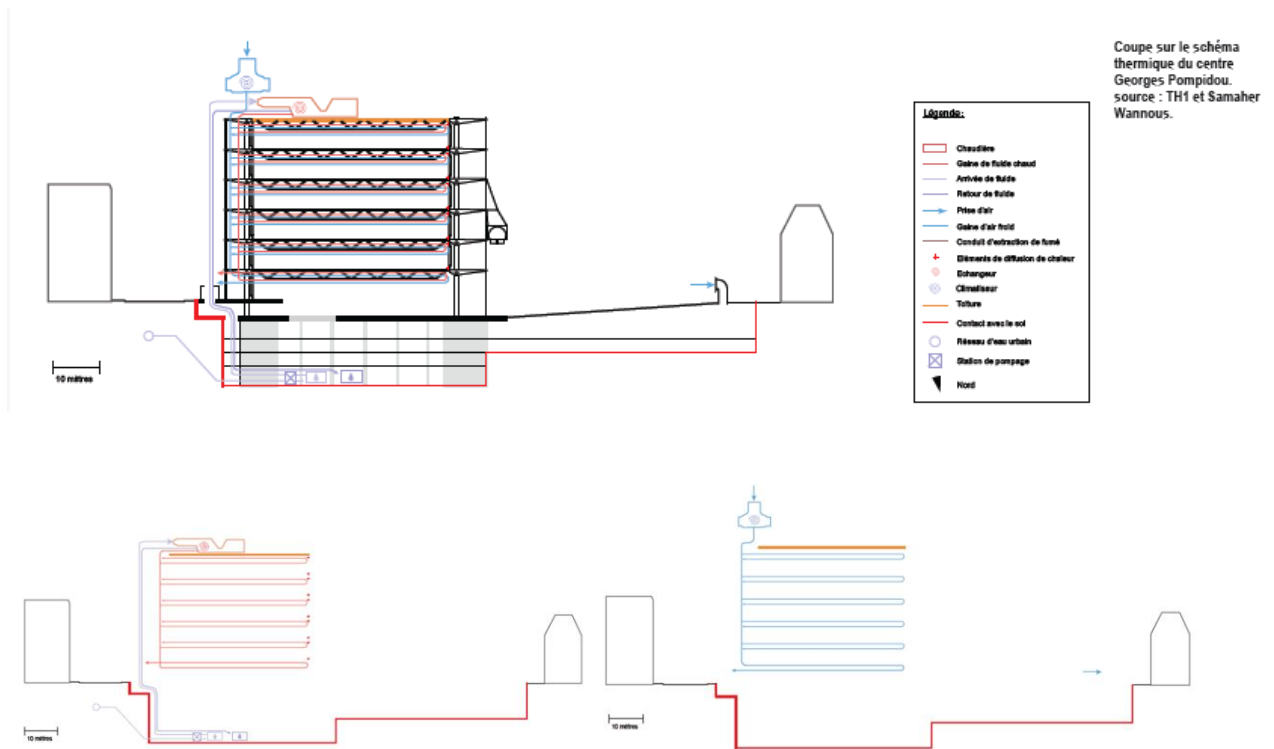 Coupe sur le schéma
thermique du centre
Georges Pompidou.
source : TH1 et Samaher
Wannous.
Légende:
Chaudière
Gaine de fluide chaud
Arrivée de fluide
Retour de fluide
Prise d'air
Gaine d'air froid
Conduit d'extraction de fumé
Eléments de diffusion de chaleur
Echangeur
Climatiseur
Toiture
Contact avec le sol
Réseau d'eau urbain
Station de pompage
Nord
10 mètres
10 mètres
10 mètres